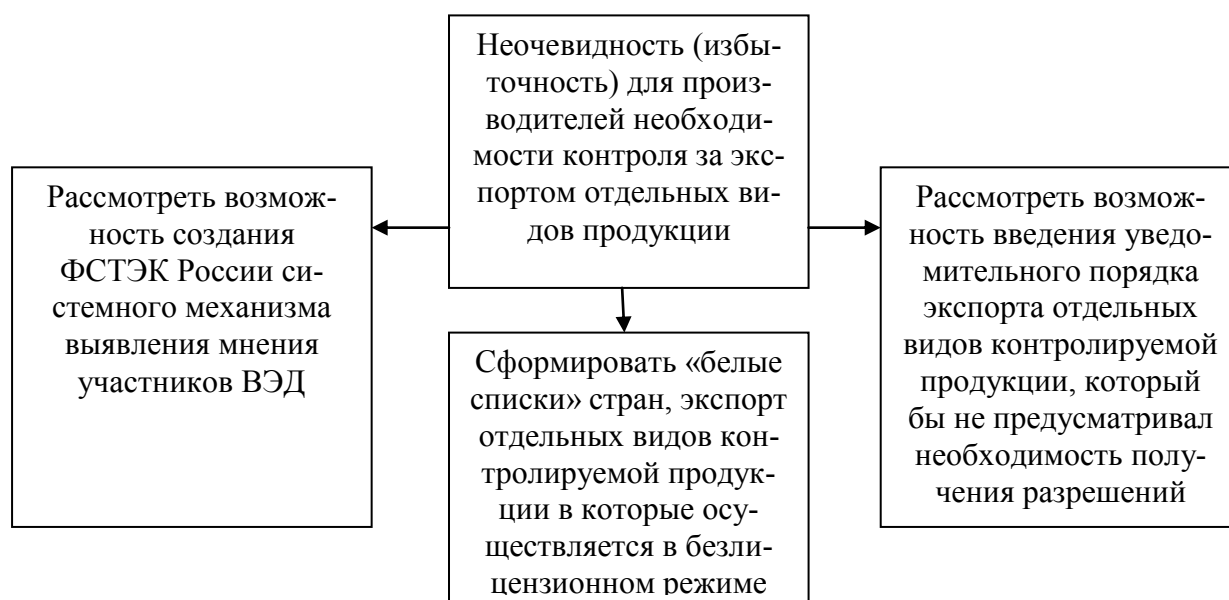 Неочевидность (избы-
точность) для произ-
водителей необходи-
мости контроля за экс-
портом отдельных ви-
дов продукции
Рассмотреть возмож-
ность создания
ФСТЭК России си-
стемного механизма
выявления мнения
участников ВЭД
Сформировать «белые
списки» стран, экспорт
отдельных видов кон-
тролируемой продук-
ции в которые осу-
ществляется в безли-
цензионном режиме
Рассмотреть возмож-
ность введения уведо-
мительного порядка
экспорта отдельных
видов контролируемой
продукции, который
бы не предусматривал
необходимость полу-
чения разрешений